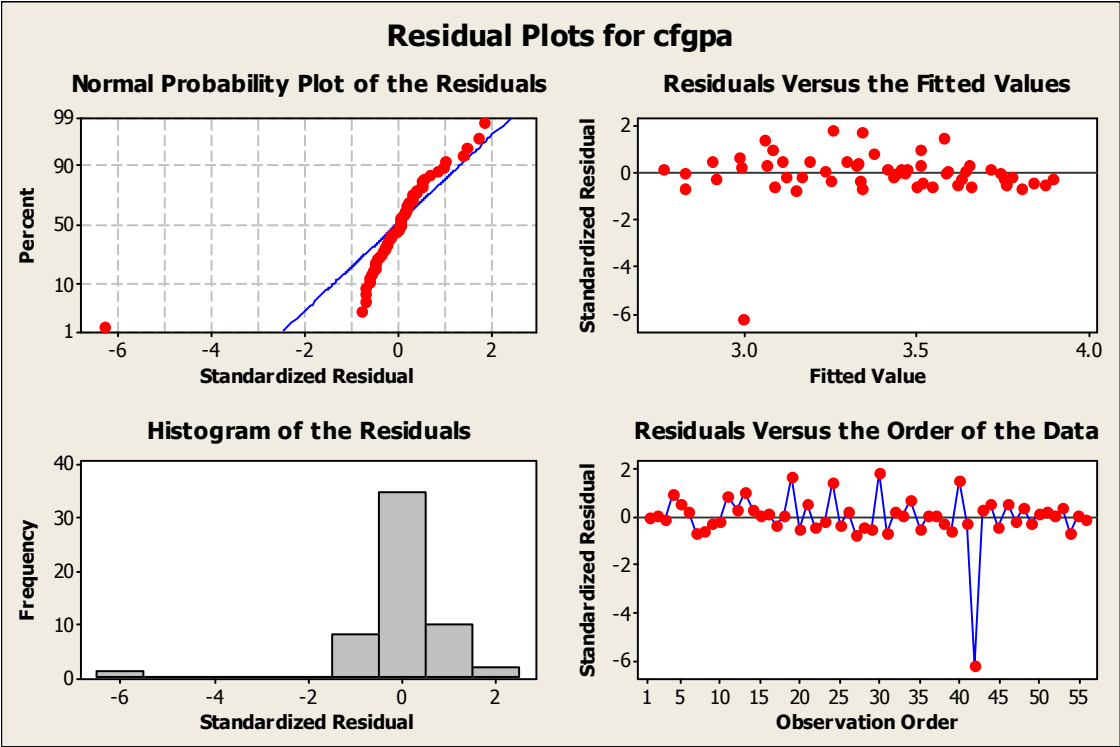 Residual Plots for cfgpa
Normal Probability Plot of the Residuals
99
90
50
10
1
Percent
-6 -4 -2 0 2
Standardized Residual
Residuals Versus the Fitted Values
2
0
-2
-4
-6
Standardized Residual
3.0 3.5 4.0
Fitted Value
Histogram of the Residuals
40
30
20
10
0
Frequency
-6 -4 -2 0 2
Standardized Residual
Residuals Versus the Order of the Data
2
0
-2
-4
-6
Standardized Residual
1 5 10 15 20 25 30 35 40 45 50 55
Observation Order